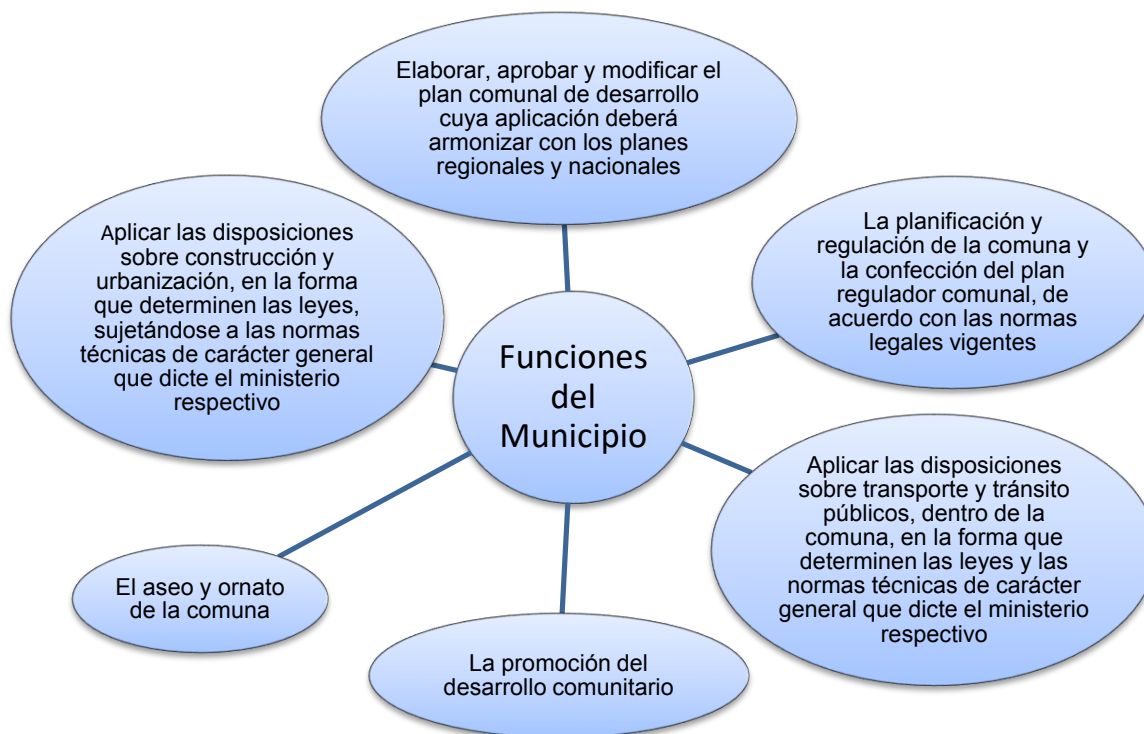 Elaborar, aprobar y modificar el
plan comunal de desarrollo
cuya aplicación deberá
armonizar con los planes
regionales y nacionales
La planificación y
regulación de la comuna y
la confección del plan
regulador comunal, de
acuerdo con las normas
legales vigentes
Aplicar las disposiciones
sobre construcción y
urbanización, en la forma
que determinen las leyes,
sujetándose a las normas
técnicas de carácter general
que dicte el ministerio
respectivo
Funciones
del
Municipio
Aplicar las disposiciones
sobre transporte y tránsito
públicos, dentro de la
comuna, en la forma que
determinen las leyes y las
normas técnicas de carácter
general que dicte el ministerio
respectivo
El aseo y ornato
de la comuna
La promoción del
desarrollo comunitario